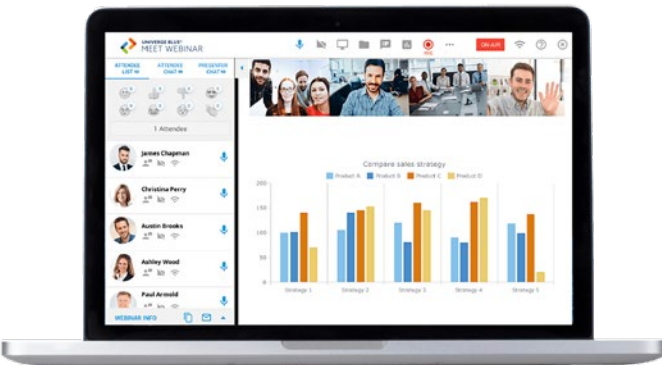 UNIVERGE BLUE®
MEET WEBINAR
REC
ON-AIR
ATTENDEE LIST
ATTENDEE CHAT
PRESENTER CHAT
1 Attendee
James Chapman
Christina Perry
Austin Brooks
Ashley Wood
Paul Arnold
WEBINAR INFO
Compare sales strategy
Product A Product B Product C Product D
200
150
100
50
0
Strategy 1 Strategy 2 Strategy 3 Strategy 4 Strategy 5